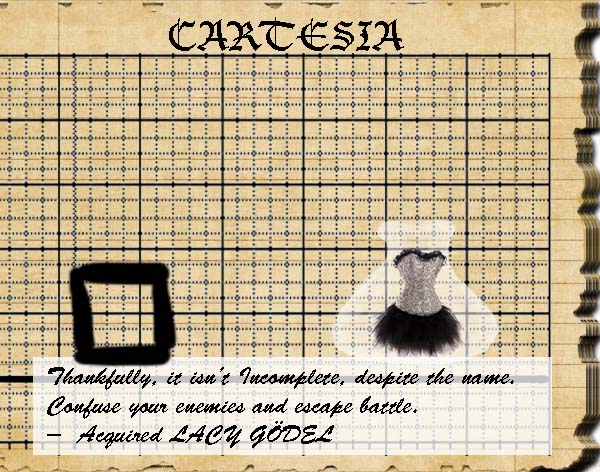 CARTESIA
Thankfully, it isn't Incomplete, despite the name.
Confuse your enemies and escape battle.
– Acquired LACY GÖDEL